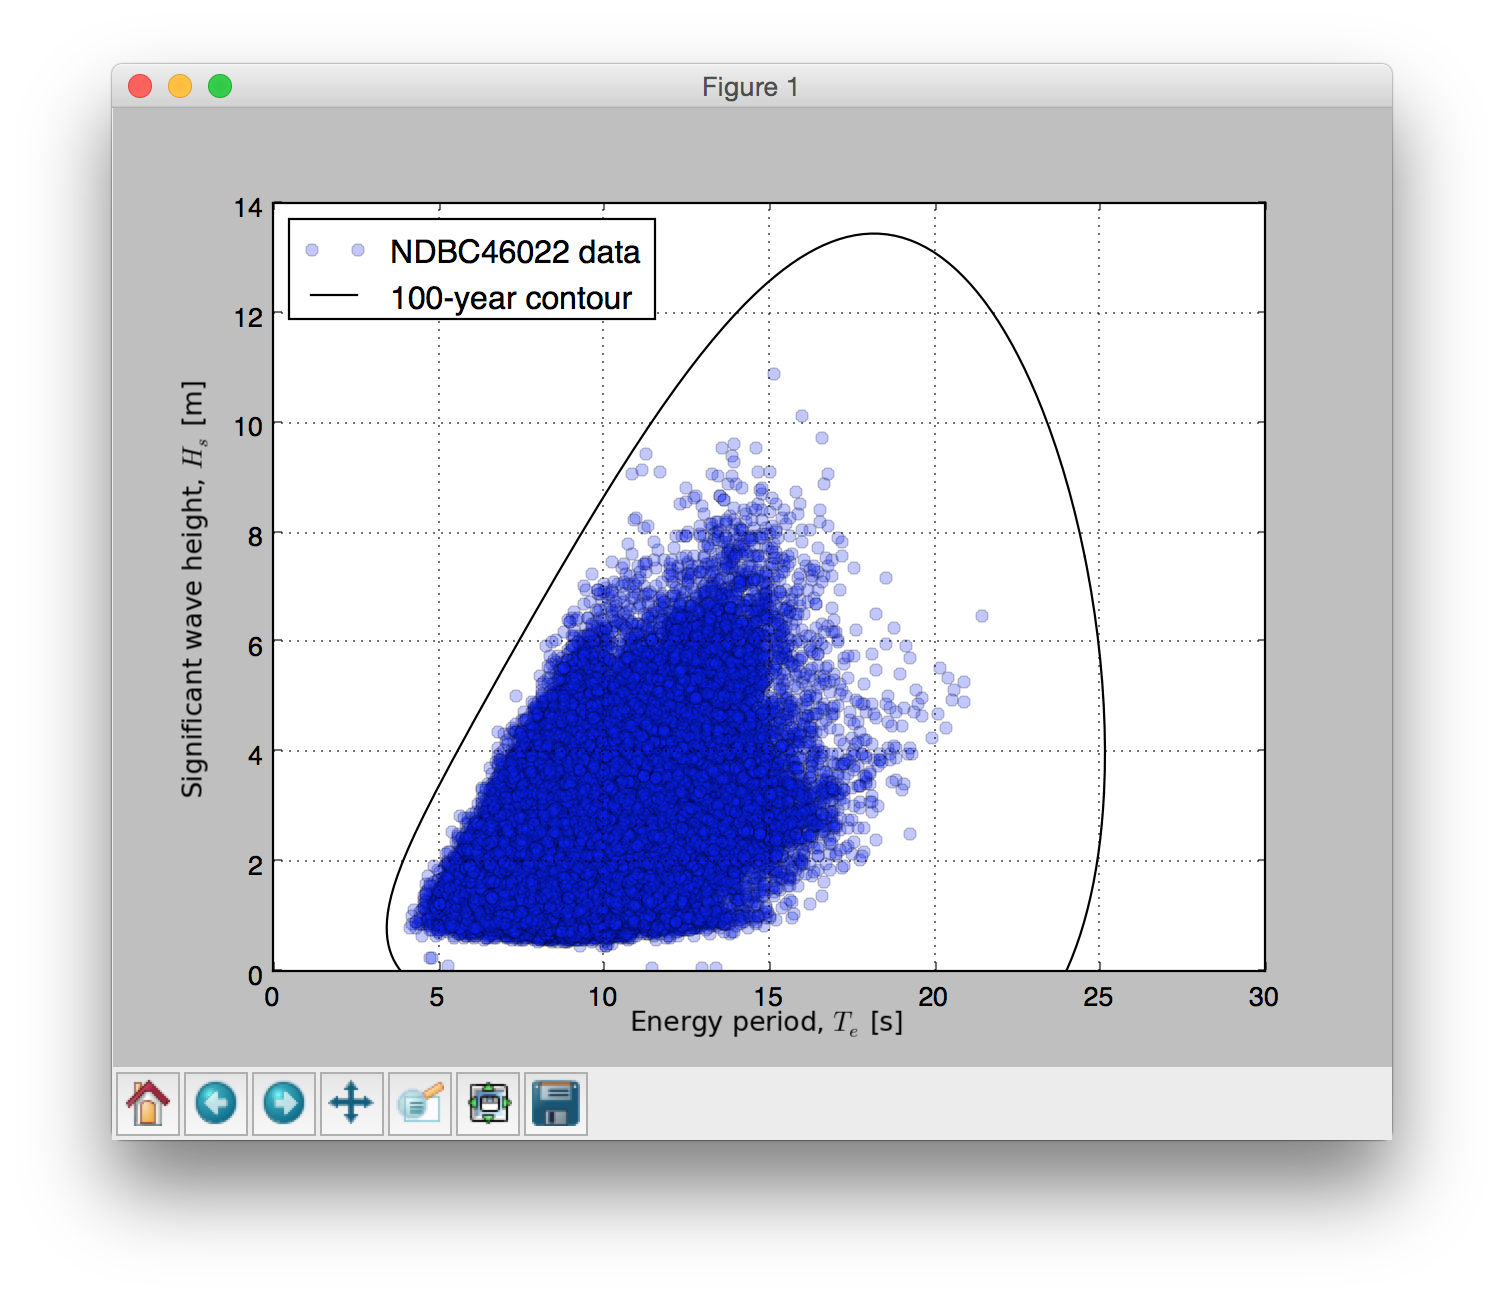 Figure 1
NDBC46022 data
100-year contour
14
12
10
8
6
4
2
0
Significant wave height, Hₛ [m]
0 5 10 15 20 25 30
Energy period, Tₑ [s]